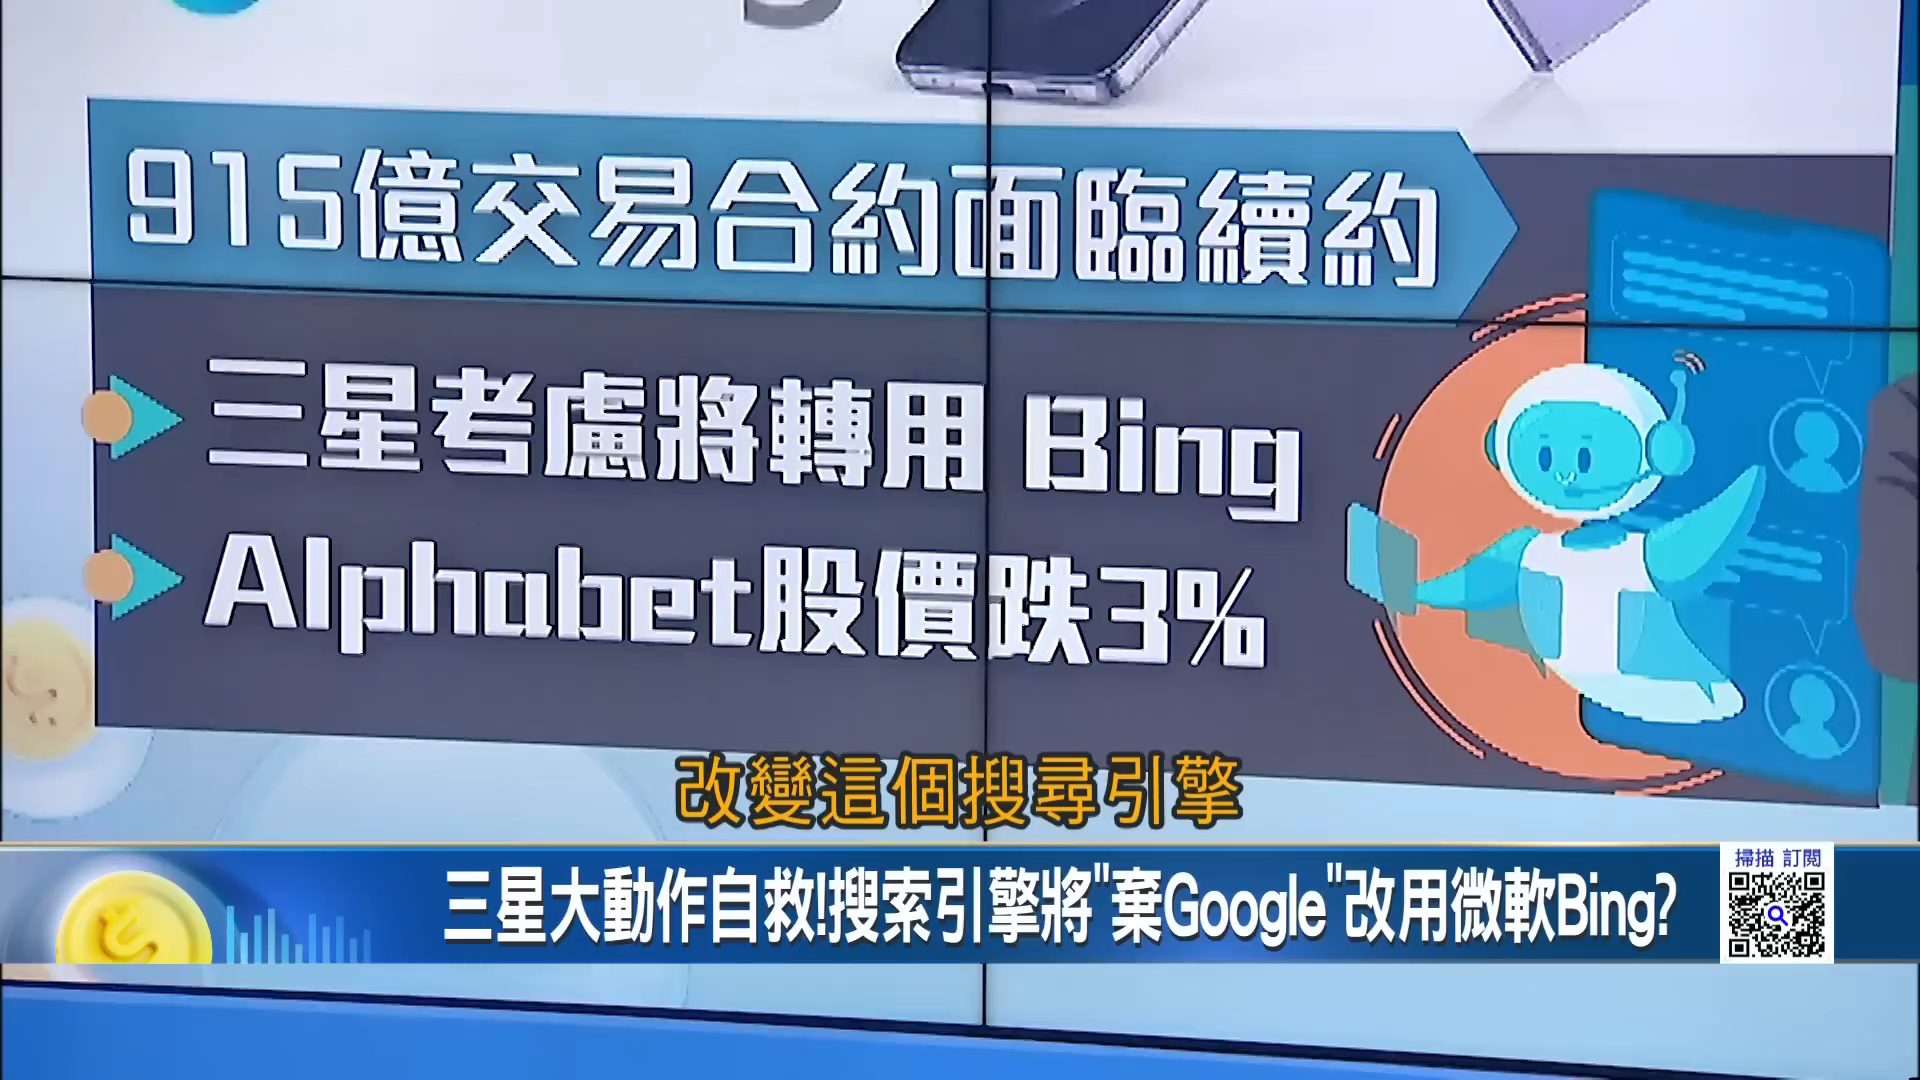 915億交易合約面臨續約
三星考慮將轉用 Bing
Alphabet股價跌3%
改變這個搜尋引擎
三星大動作自救!搜索引擎將"棄Google"改用微軟Bing?
掃描 訂閱